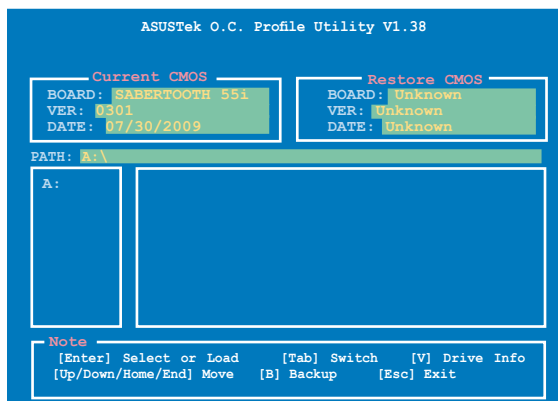 ASUSTek O.C. Profile Utility V1.38
Current CMOS
BOARD: SABERTOOTH 55i
VER: 0301
DATE: 07/30/2009
Restore CMOS
BOARD: Unknown
VER: Unknown
DATE: Unknown
PATH: A:\
A:
Note
[Enter] Select or Load [Tab] Switch [V] Drive Info
[Up/Down/Home/End] Move [B] Backup [Esc] Exit